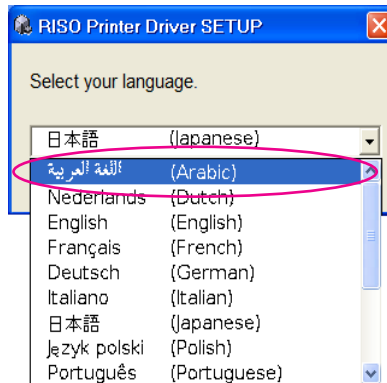 RISO Printer Driver SETUP
Select your language.
日本語 (Japanese)
اللغة العربية (Arabic)
Nederlands (Dutch)
English (English)
Français (French)
Deutsch (German)
Italiano (Italian)
日本語 (Japanese)
Język polski (Polish)
Português (Portuguese)